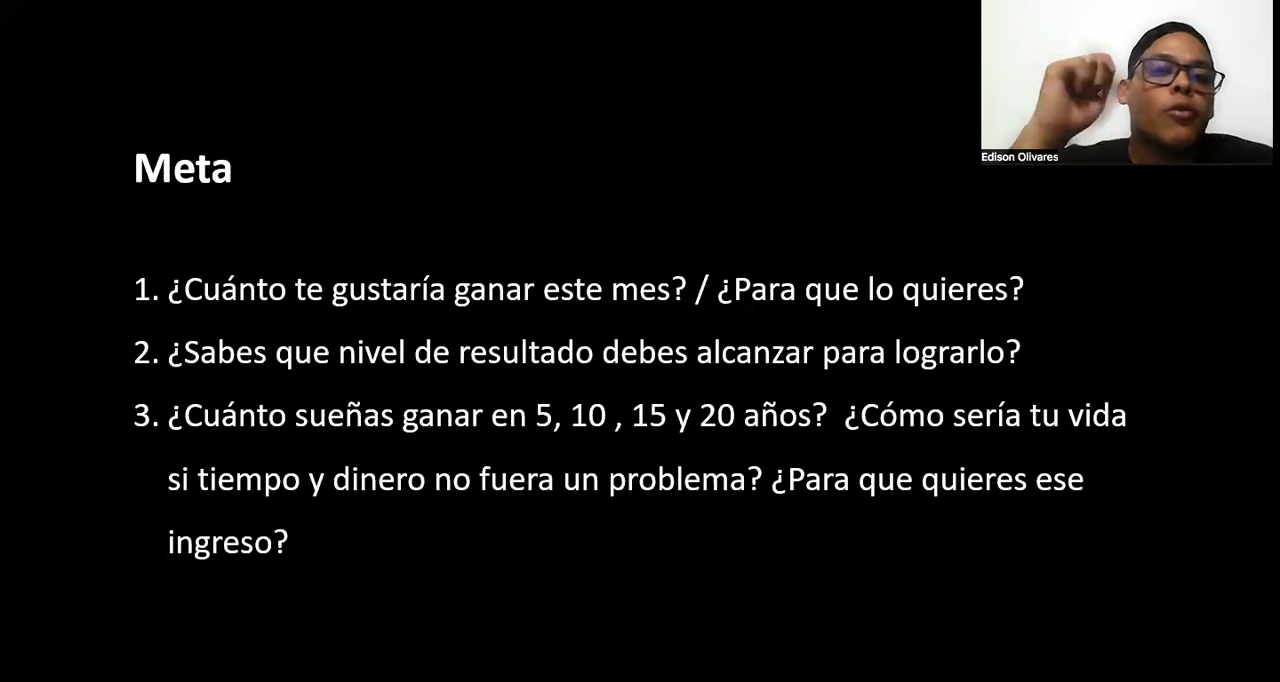 Edison Olivares
Meta
1. ¿Cuánto te gustaría ganar este mes? / ¿Para que lo quieres?
2. ¿Sabes que nivel de resultado debes alcanzar para lograrlo?
3. ¿Cuánto sueñas ganar en 5, 10 , 15 y 20 años?  ¿Cómo sería tu vida
si tiempo y dinero no fuera un problema? ¿Para que quieres ese
ingreso?